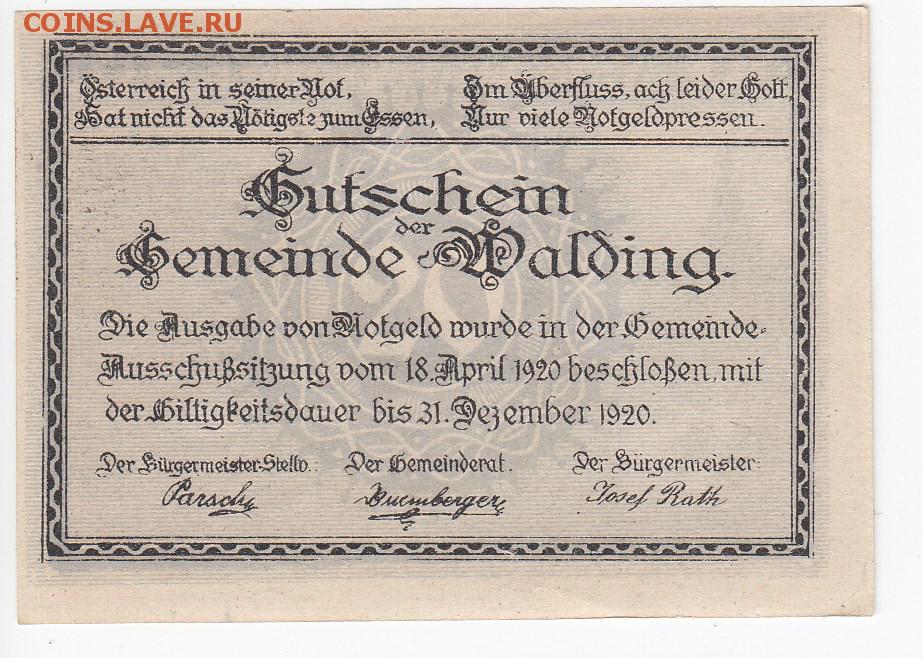 COINS.LAVE.RU
Österreich in seiner Not,
Hat nicht das Nötigste zum Essen,
Im Überfluss, ach leider Gott,
Nur viele Notgeldpressen.
Gutschein
der
Gemeinde Walding.
Die Ausgabe von Notgeld wurde in der Gemeinde-
Ausschußsitzung vom 18. April 1920 beschloßen, mit
der Giltigkeitsdauer bis 31. Dezember 1920.
Der Bürgermeister-Stellv.: Der Gemeinderat. Der Bürgermeister:
Parsch Josef Rath
20